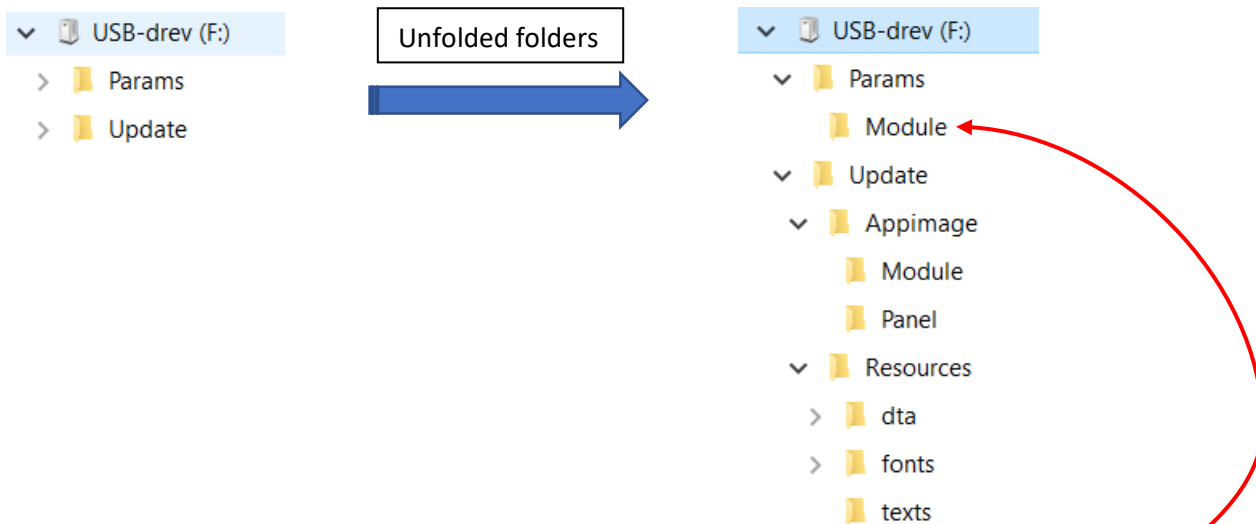 USB-drev (F:)
Params
Update
Unfolded folders
USB-drev (F:)
Params
Module
Update
Appimage
Module
Panel
Resources
dta
fonts
texts